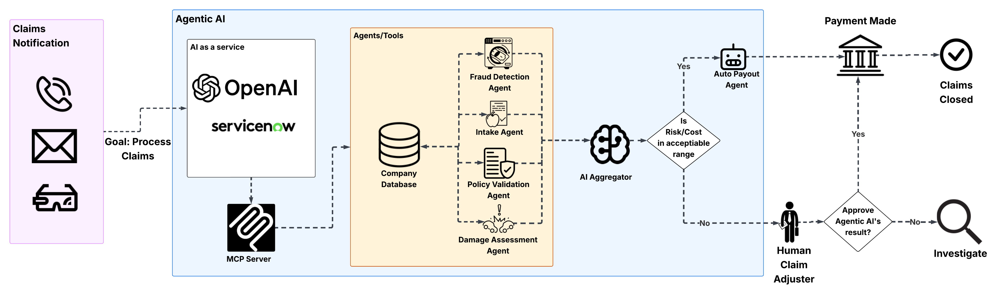 Claims
Notification
Goal: Process
Claims
Agentic AI
AI as a service
OpenAI
servicenow
MCP Server
Agents/Tools
Company
Database
Fraud Detection
Agent
Intake Agent
Policy Validation
Agent
!
Damage Assessment
Agent
AI Aggregator
Is
Risk/Cost
in acceptiable
range
Yes
No
Auto Payout
Agent
Payment Made
Claims
Closed
Human
Claim
Adjuster
Approve
Agentic AI's
result?
Yes
No
Investigate